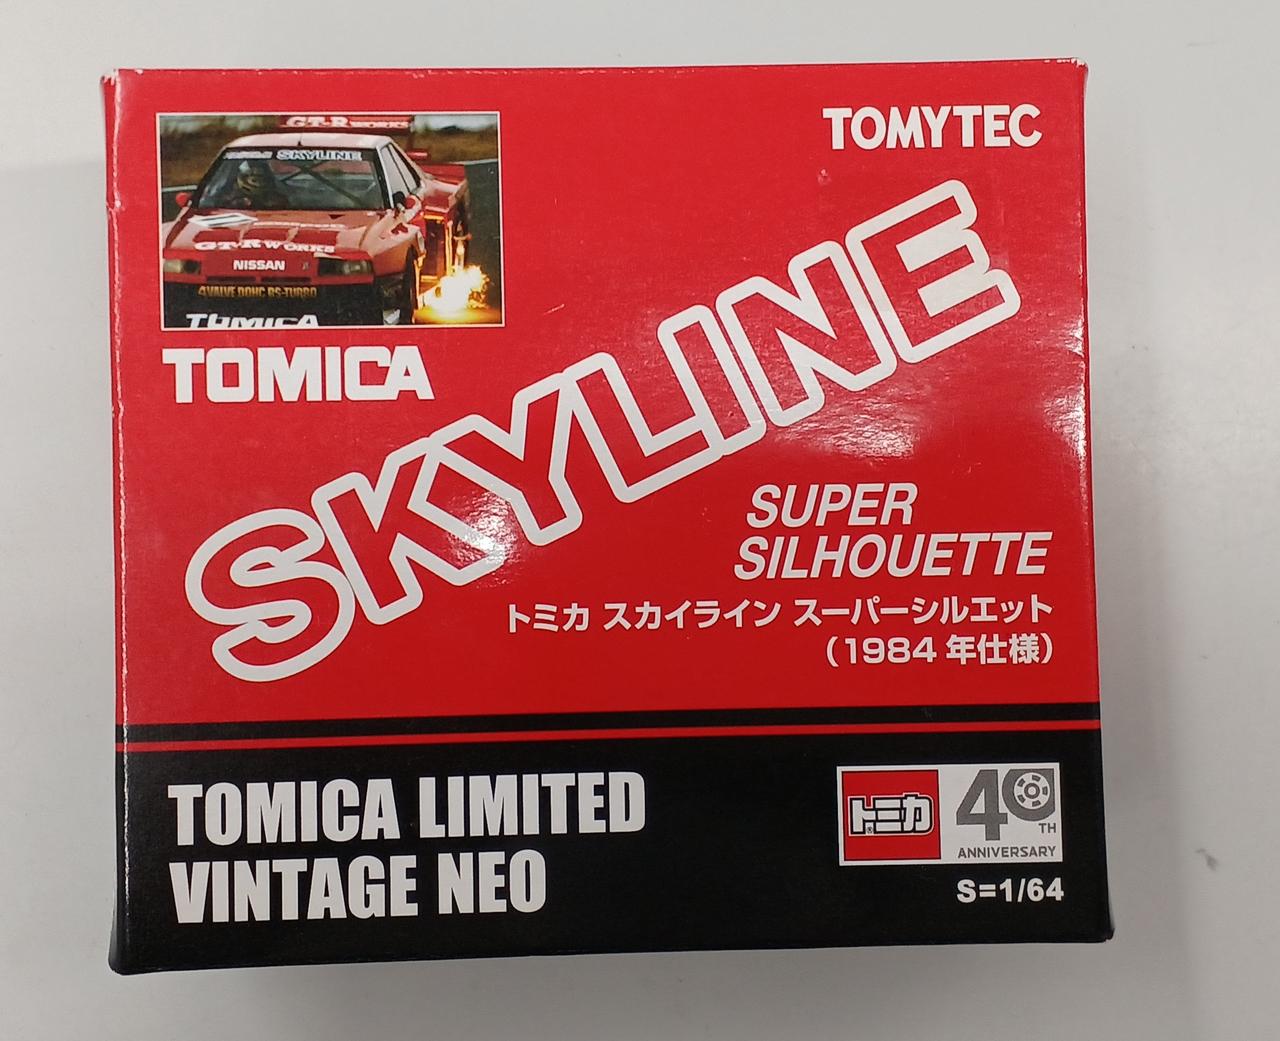 TOMYTEC
GT-R WORKS
SKYLINE
GT-R WORKS
NISSAN
4VALVE DOHC RS-TURBO
TOMICA
TOMICA
SKYLINE
SUPER
SILHOUETTE
トミカ スカイライン スーパーシルエット
（1984 年仕様）
TOMICA LIMITED
VINTAGE NEO
トミカ
40TH
ANNIVERSARY
S=1/64